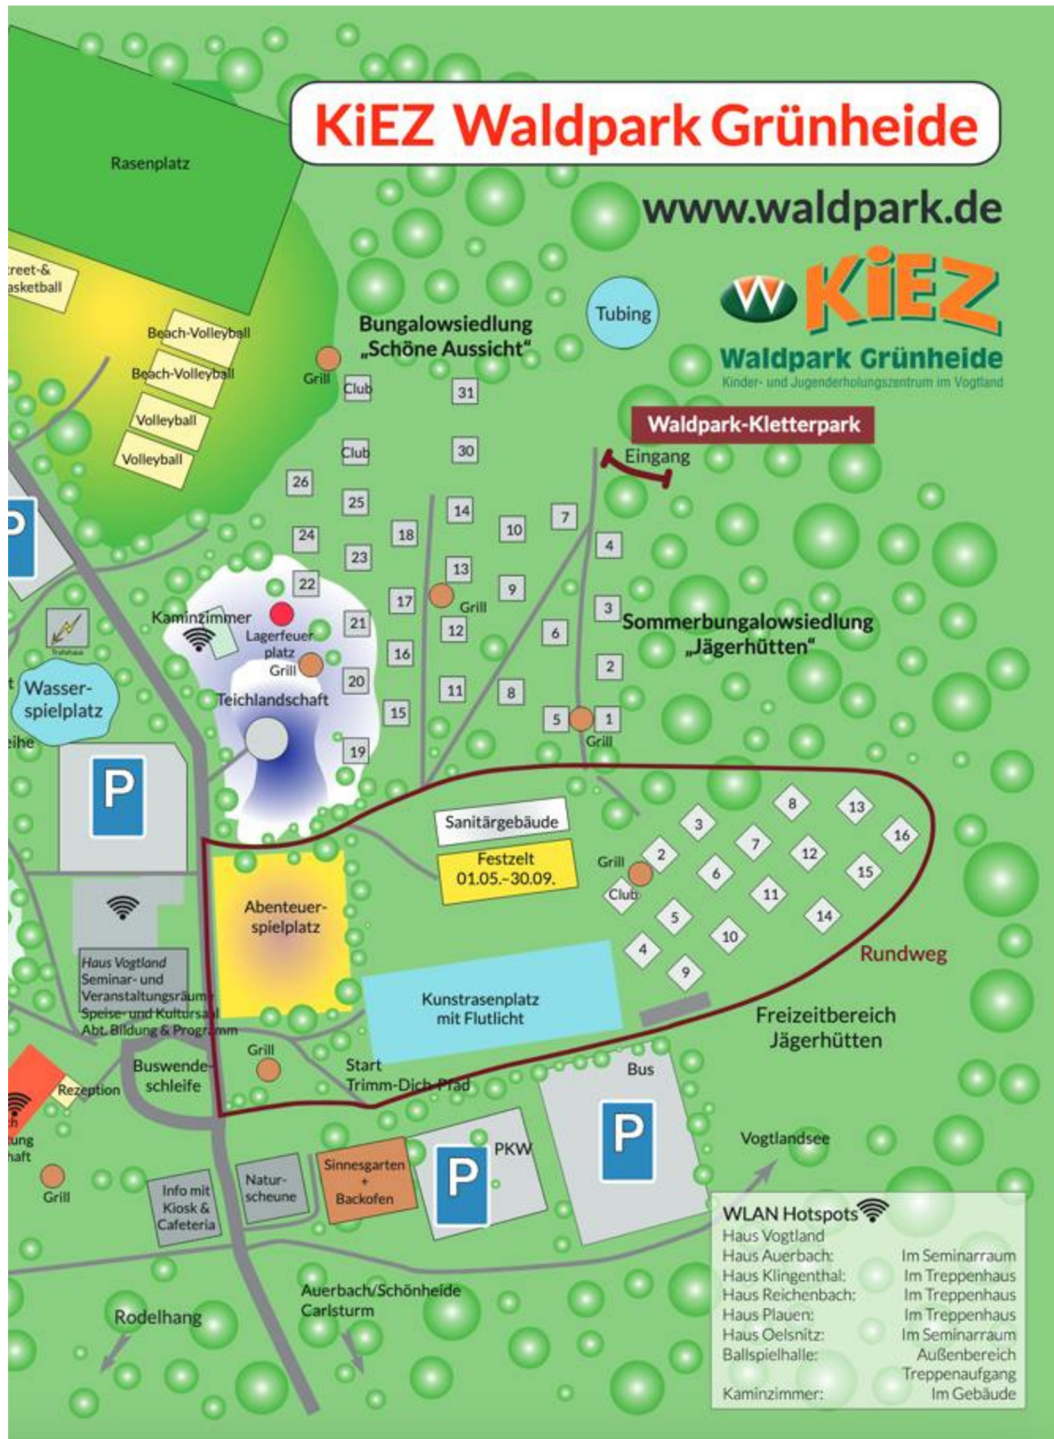 KiEZ Waldpark Grünheide
www.waldpark.de
W KiEZ
Waldpark Grünheide
Kinder- und Jugenderholungszentrum im Vogtland
Rasenplatz
Beach-Volleyball
Beach-Volleyball
Volleyball
Volleyball
Bungalowsiedlung
„Schöne Aussicht“
Tubing
Grill
Club
31
Waldpark-Kletterpark
Eingang
Club
30
26
25
14
7
10
18
24
4
23
13
22
9
17
Grill
3
P
Kaminzimmer
Lagerfeuer
platz
Grill
21
12
6
Sommerbungalowsiedlung
„Jägerhütten“
16
2
20
11
8
Wasser-
spielplatz
Teichlandschaft
15
5
1
Grill
19
P
Sanitärgebäude
Festzelt
01.05.–30.09.
8
13
3
16
7
2
12
Grill
6
15
Club
11
5
14
10
4
9
Abenteuer-
spielplatz
Rundweg
Haus Vogtland
Seminar- und
Veranstaltungsräum
Speise- und Kultursaal
Abt. Bildung & Programm
Kunstrasenplatz
mit Flutlicht
Freizeitbereich
Jägerhütten
Grill
Buswende-
schleife
Start
Trimm-Dich-Pfad
Rezeption
Bus
P
Grill
PKW
P
Vogtlandsee
Info mit
Kiosk &
Cafeteria
Natur-
scheune
Sinnesgarten
+
Backofen
Rodelhang
Auerbach/Schönheide
Carlsturm
WLAN Hotspots
Haus Vogtland
Haus Auerbach: Im Seminarraum
Haus Klingenthal: Im Treppenhaus
Haus Reichenbach: Im Treppenhaus
Haus Plauen: Im Treppenhaus
Haus Oelsnitz: Im Seminarraum
Ballspielhalle: Außenbereich
Treppenaufgang
Kaminzimmer: Im Gebäude